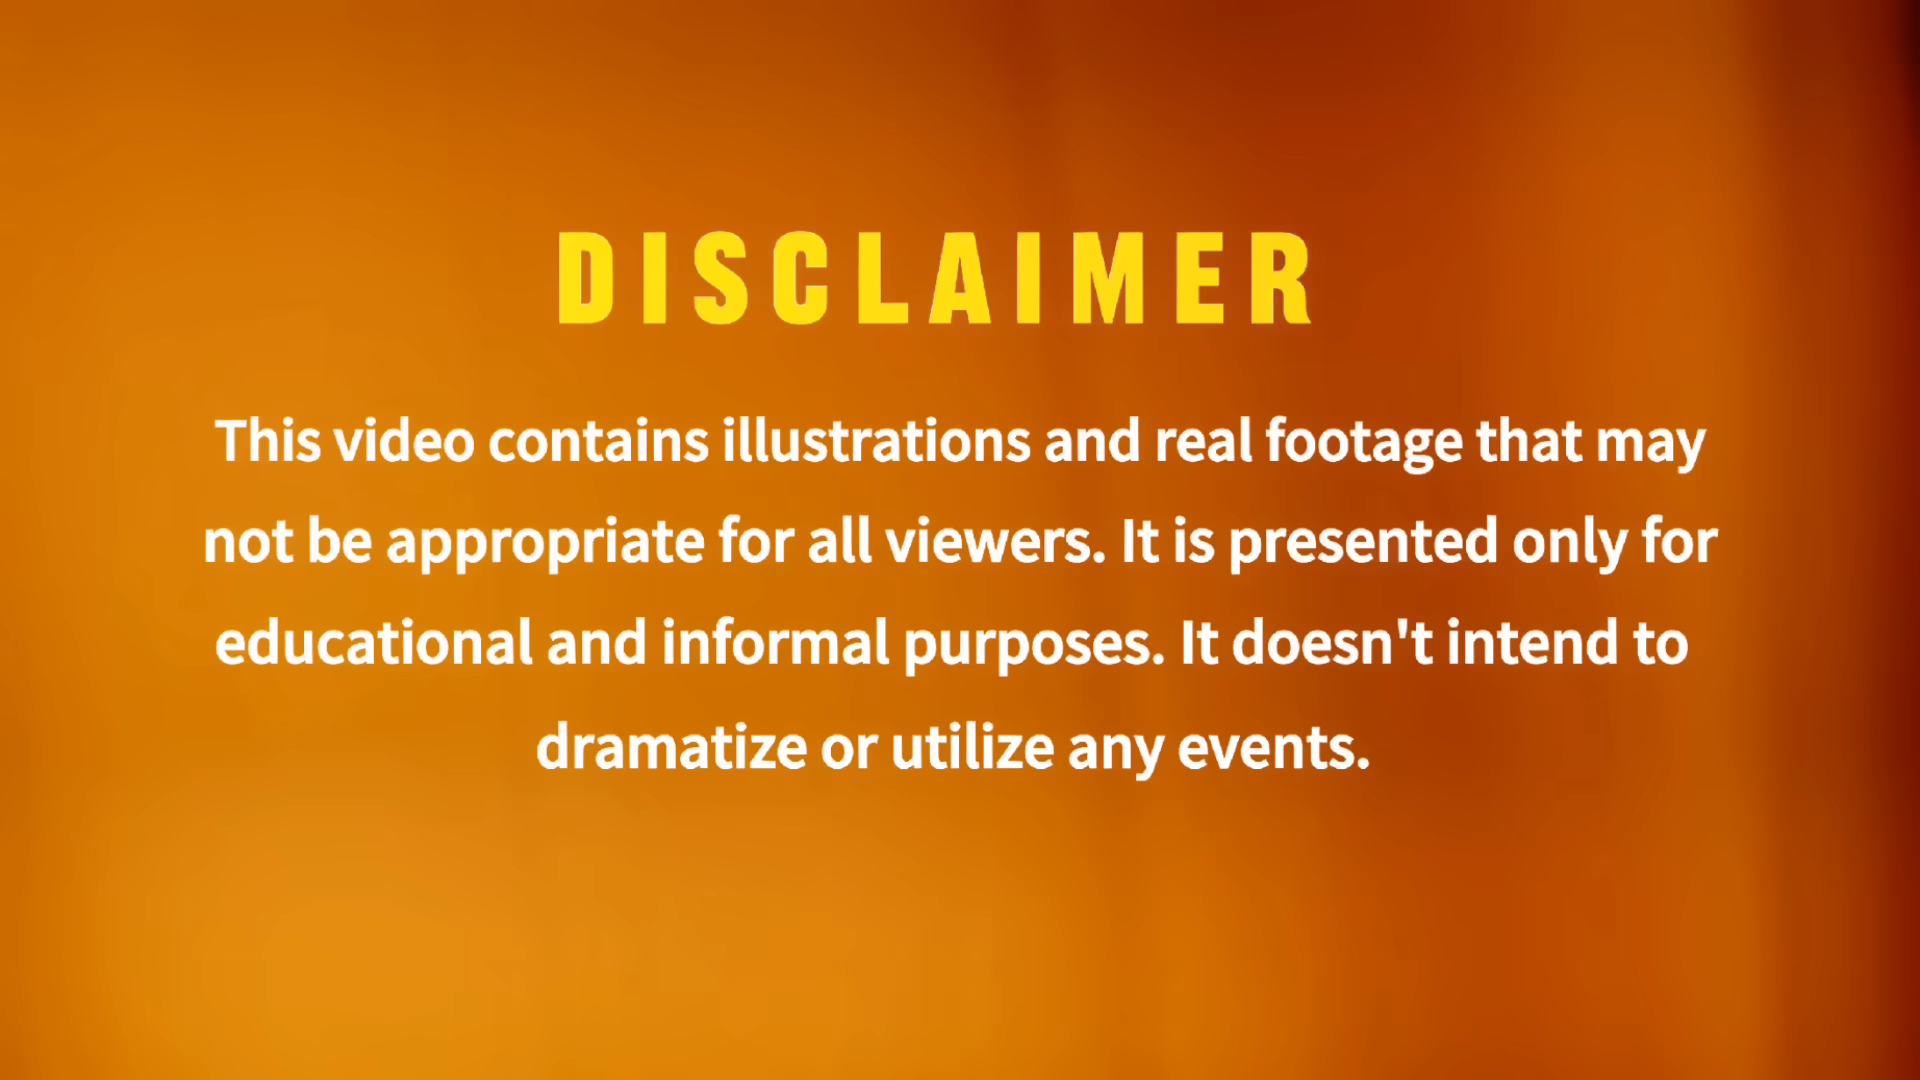 DISCLAIMER
This video contains illustrations and real footage that may
not be appropriate for all viewers. It is presented only for
educational and informal purposes. It doesn't intend to
dramatize or utilize any events.